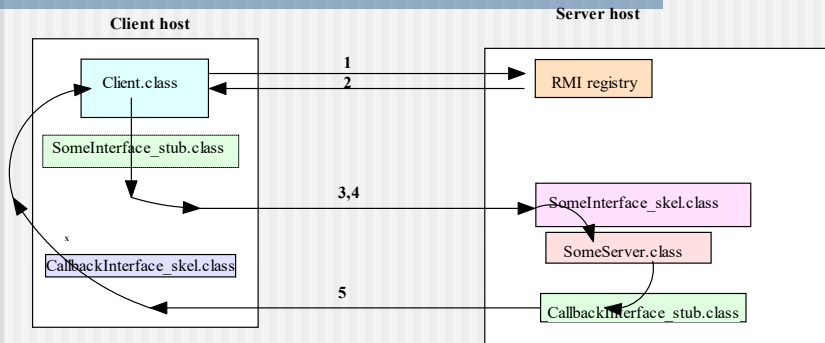 Server host
Client host
1
Client.class
2
RMI registry
SomeInterface_stub.class
3,4
SomeInterface_skel.class
x
SomeServer.class
CallbackInterface_skel.class
5
CallbackInterface_stub.class